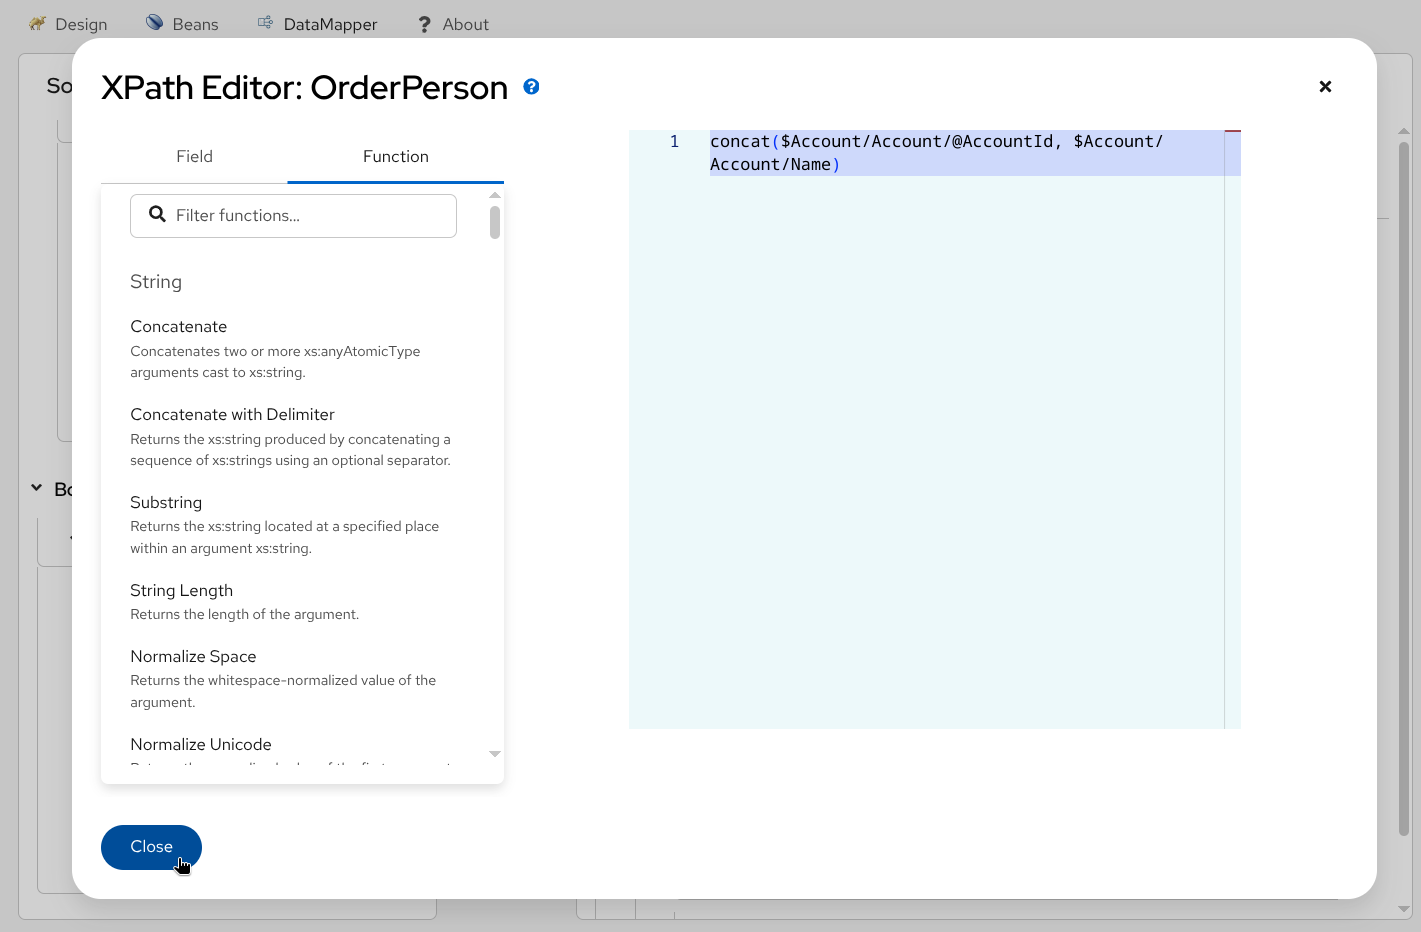 Design Beans DataMapper ? About
XPath Editor: OrderPerson
Field Function
Filter functions...
String
Concatenate
Concatenates two or more xs:anyAtomicType
arguments cast to xs:string.
Concatenate with Delimiter
Returns the xs:string produced by concatenating a
sequence of xs:strings using an optional separator.
Substring
Returns the xs:string located at a specified place
within an argument xs:string.
String Length
Returns the length of the argument.
Normalize Space
Returns the whitespace-normalized value of the
argument.
Normalize Unicode
1 concat($Account/Account/@AccountId, $Account/
Account/Name)
Close